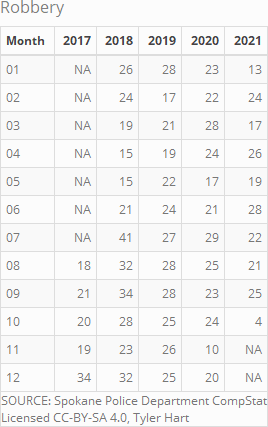 Robbery
Month 2017 2018 2019 2020 2021
01 NA 26 28 23 13
02 NA 24 17 22 24
03 NA 19 21 28 17
04 NA 15 19 24 26
05 NA 15 22 17 19
06 NA 21 24 21 28
07 NA 41 27 29 22
08 18 32 28 25 21
09 21 34 28 23 25
10 20 28 25 24 4
11 19 23 26 10 NA
12 34 32 25 20 NA
SOURCE: Spokane Police Department CompStat
Licensed CC-BY-SA 4.0, Tyler Hart